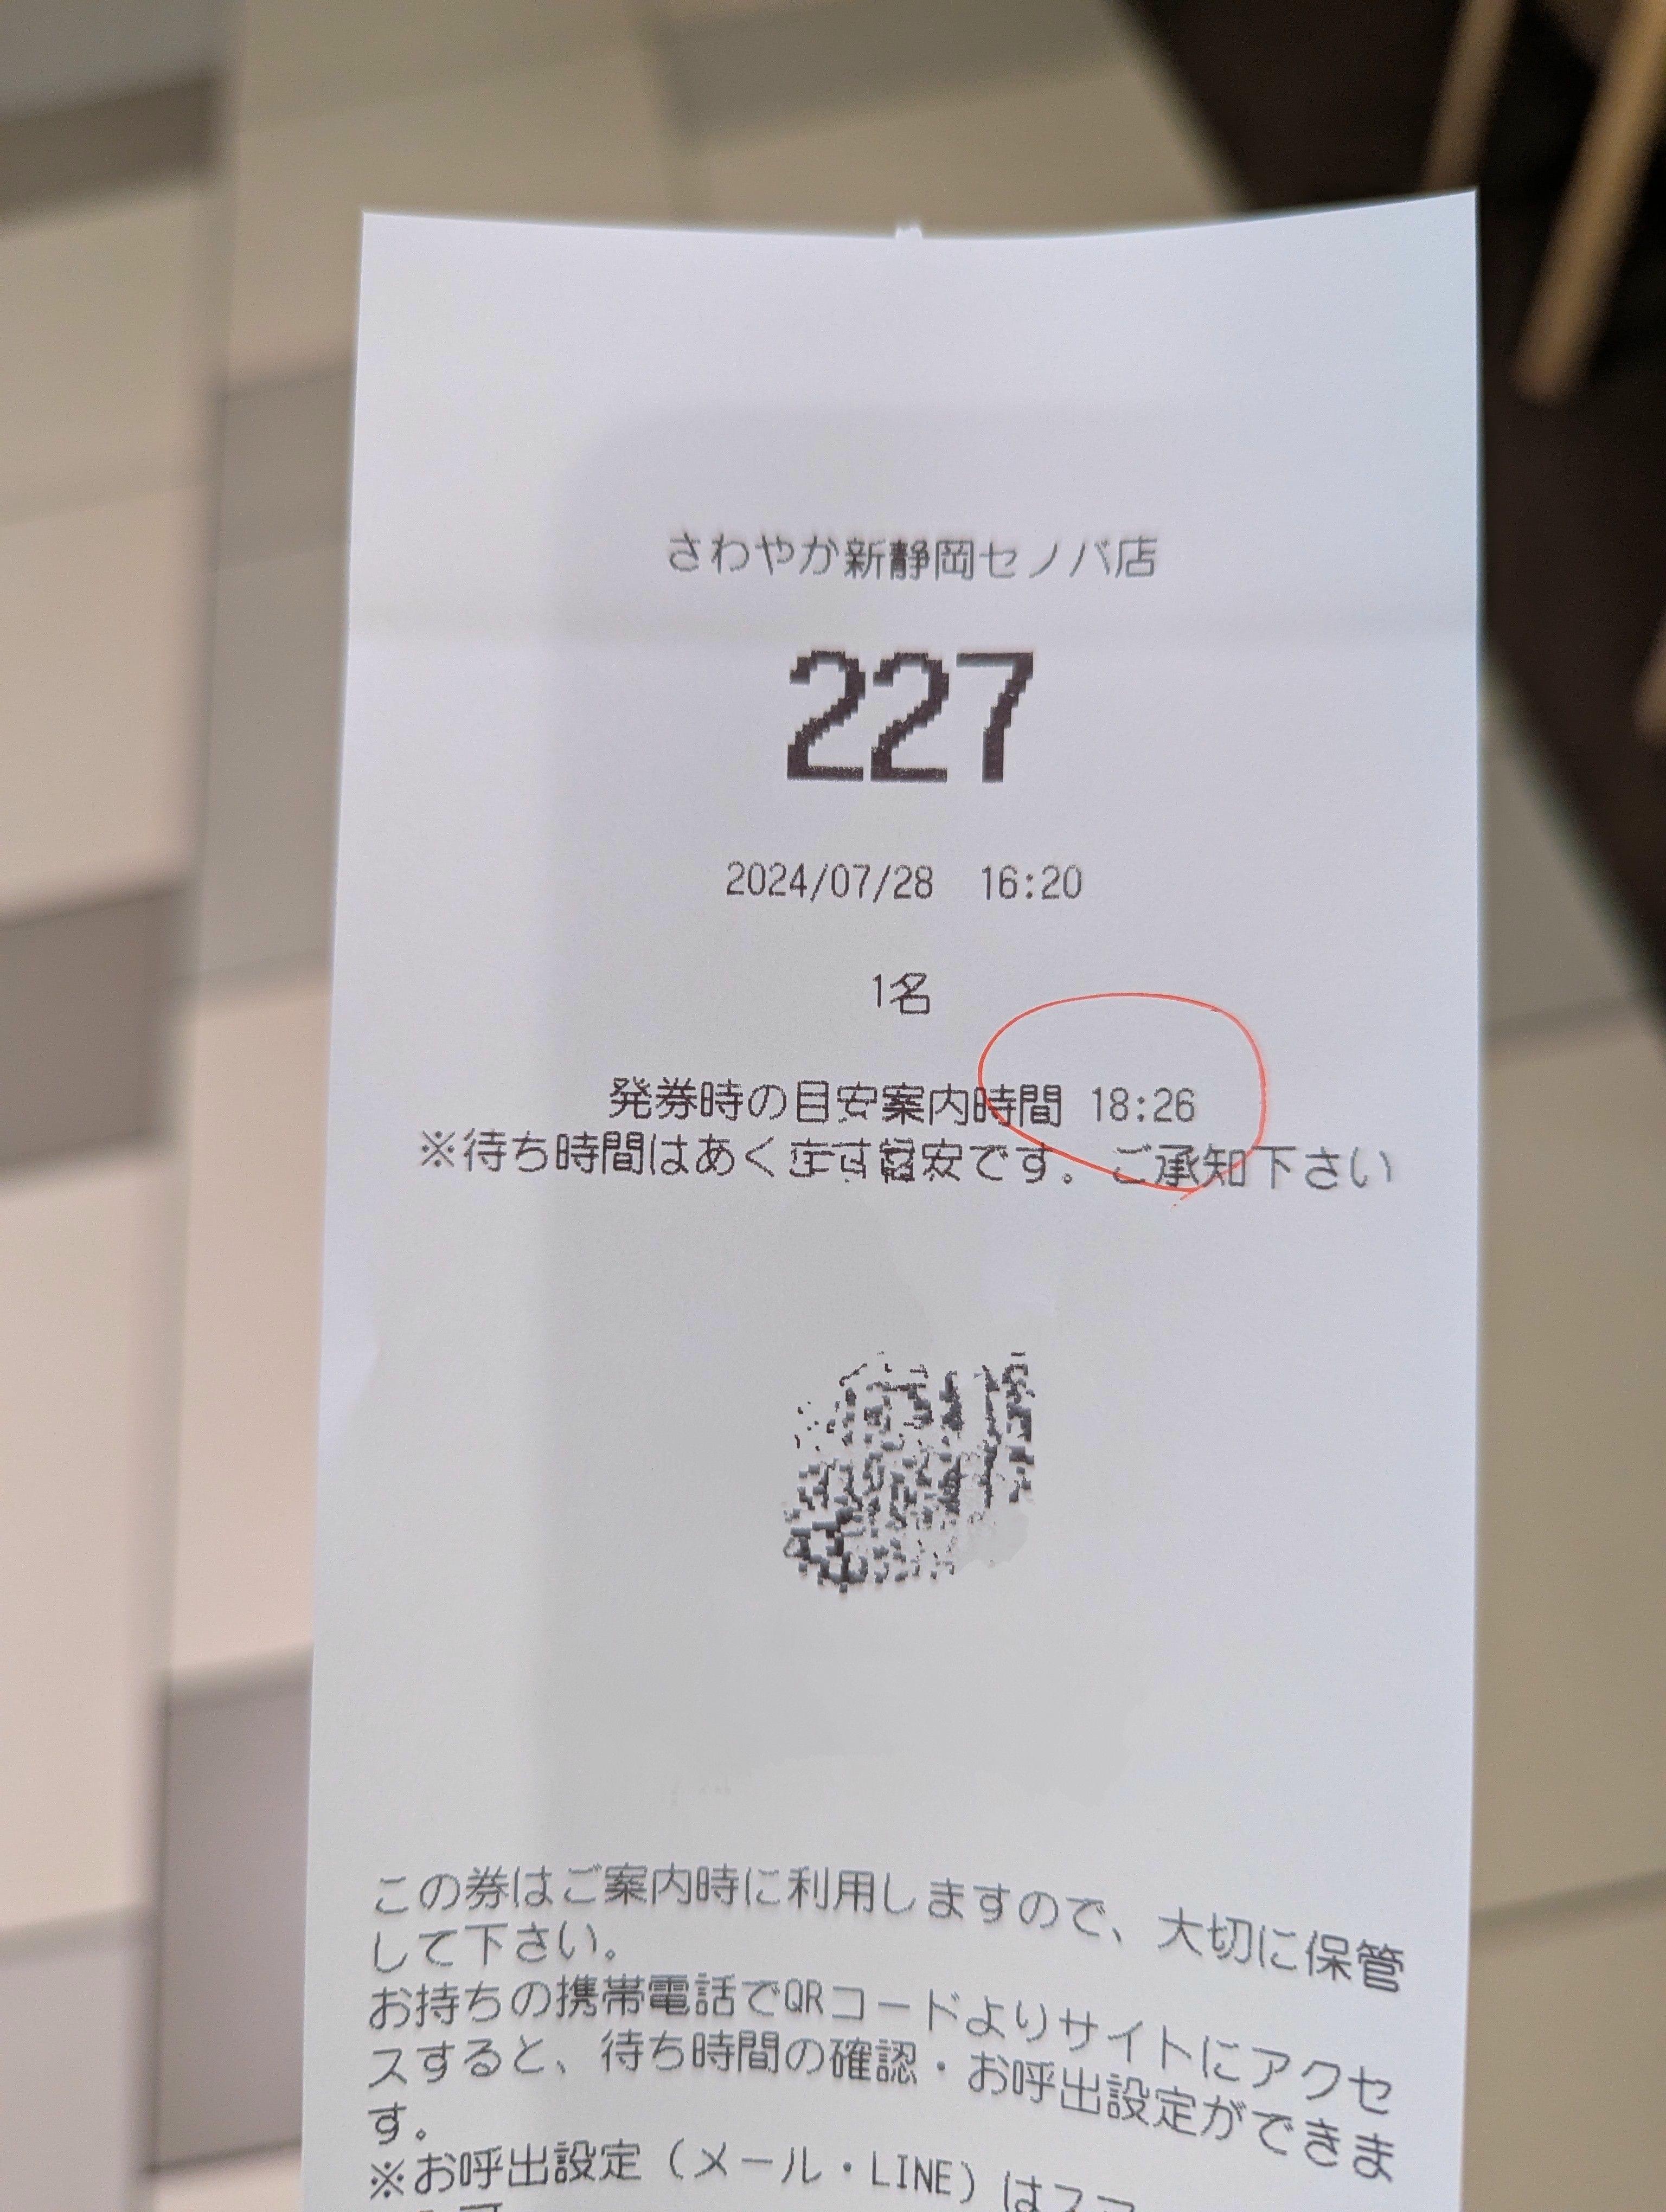 さわやか新静岡セノバ店
227
2024/07/28 16:20
1名
発券時の目安案内時間 18:26
※待ち時間はあくまです目安です。ご承知下さい
この券はご案内時に利用しますので、大切に保管
して下さい。
お持ちの携帯電話でQRコードよりサイトにアクセ
スすると、待ち時間の確認・お呼出設定ができま
す。
※お呼出設定(メール・LINE)はスマ